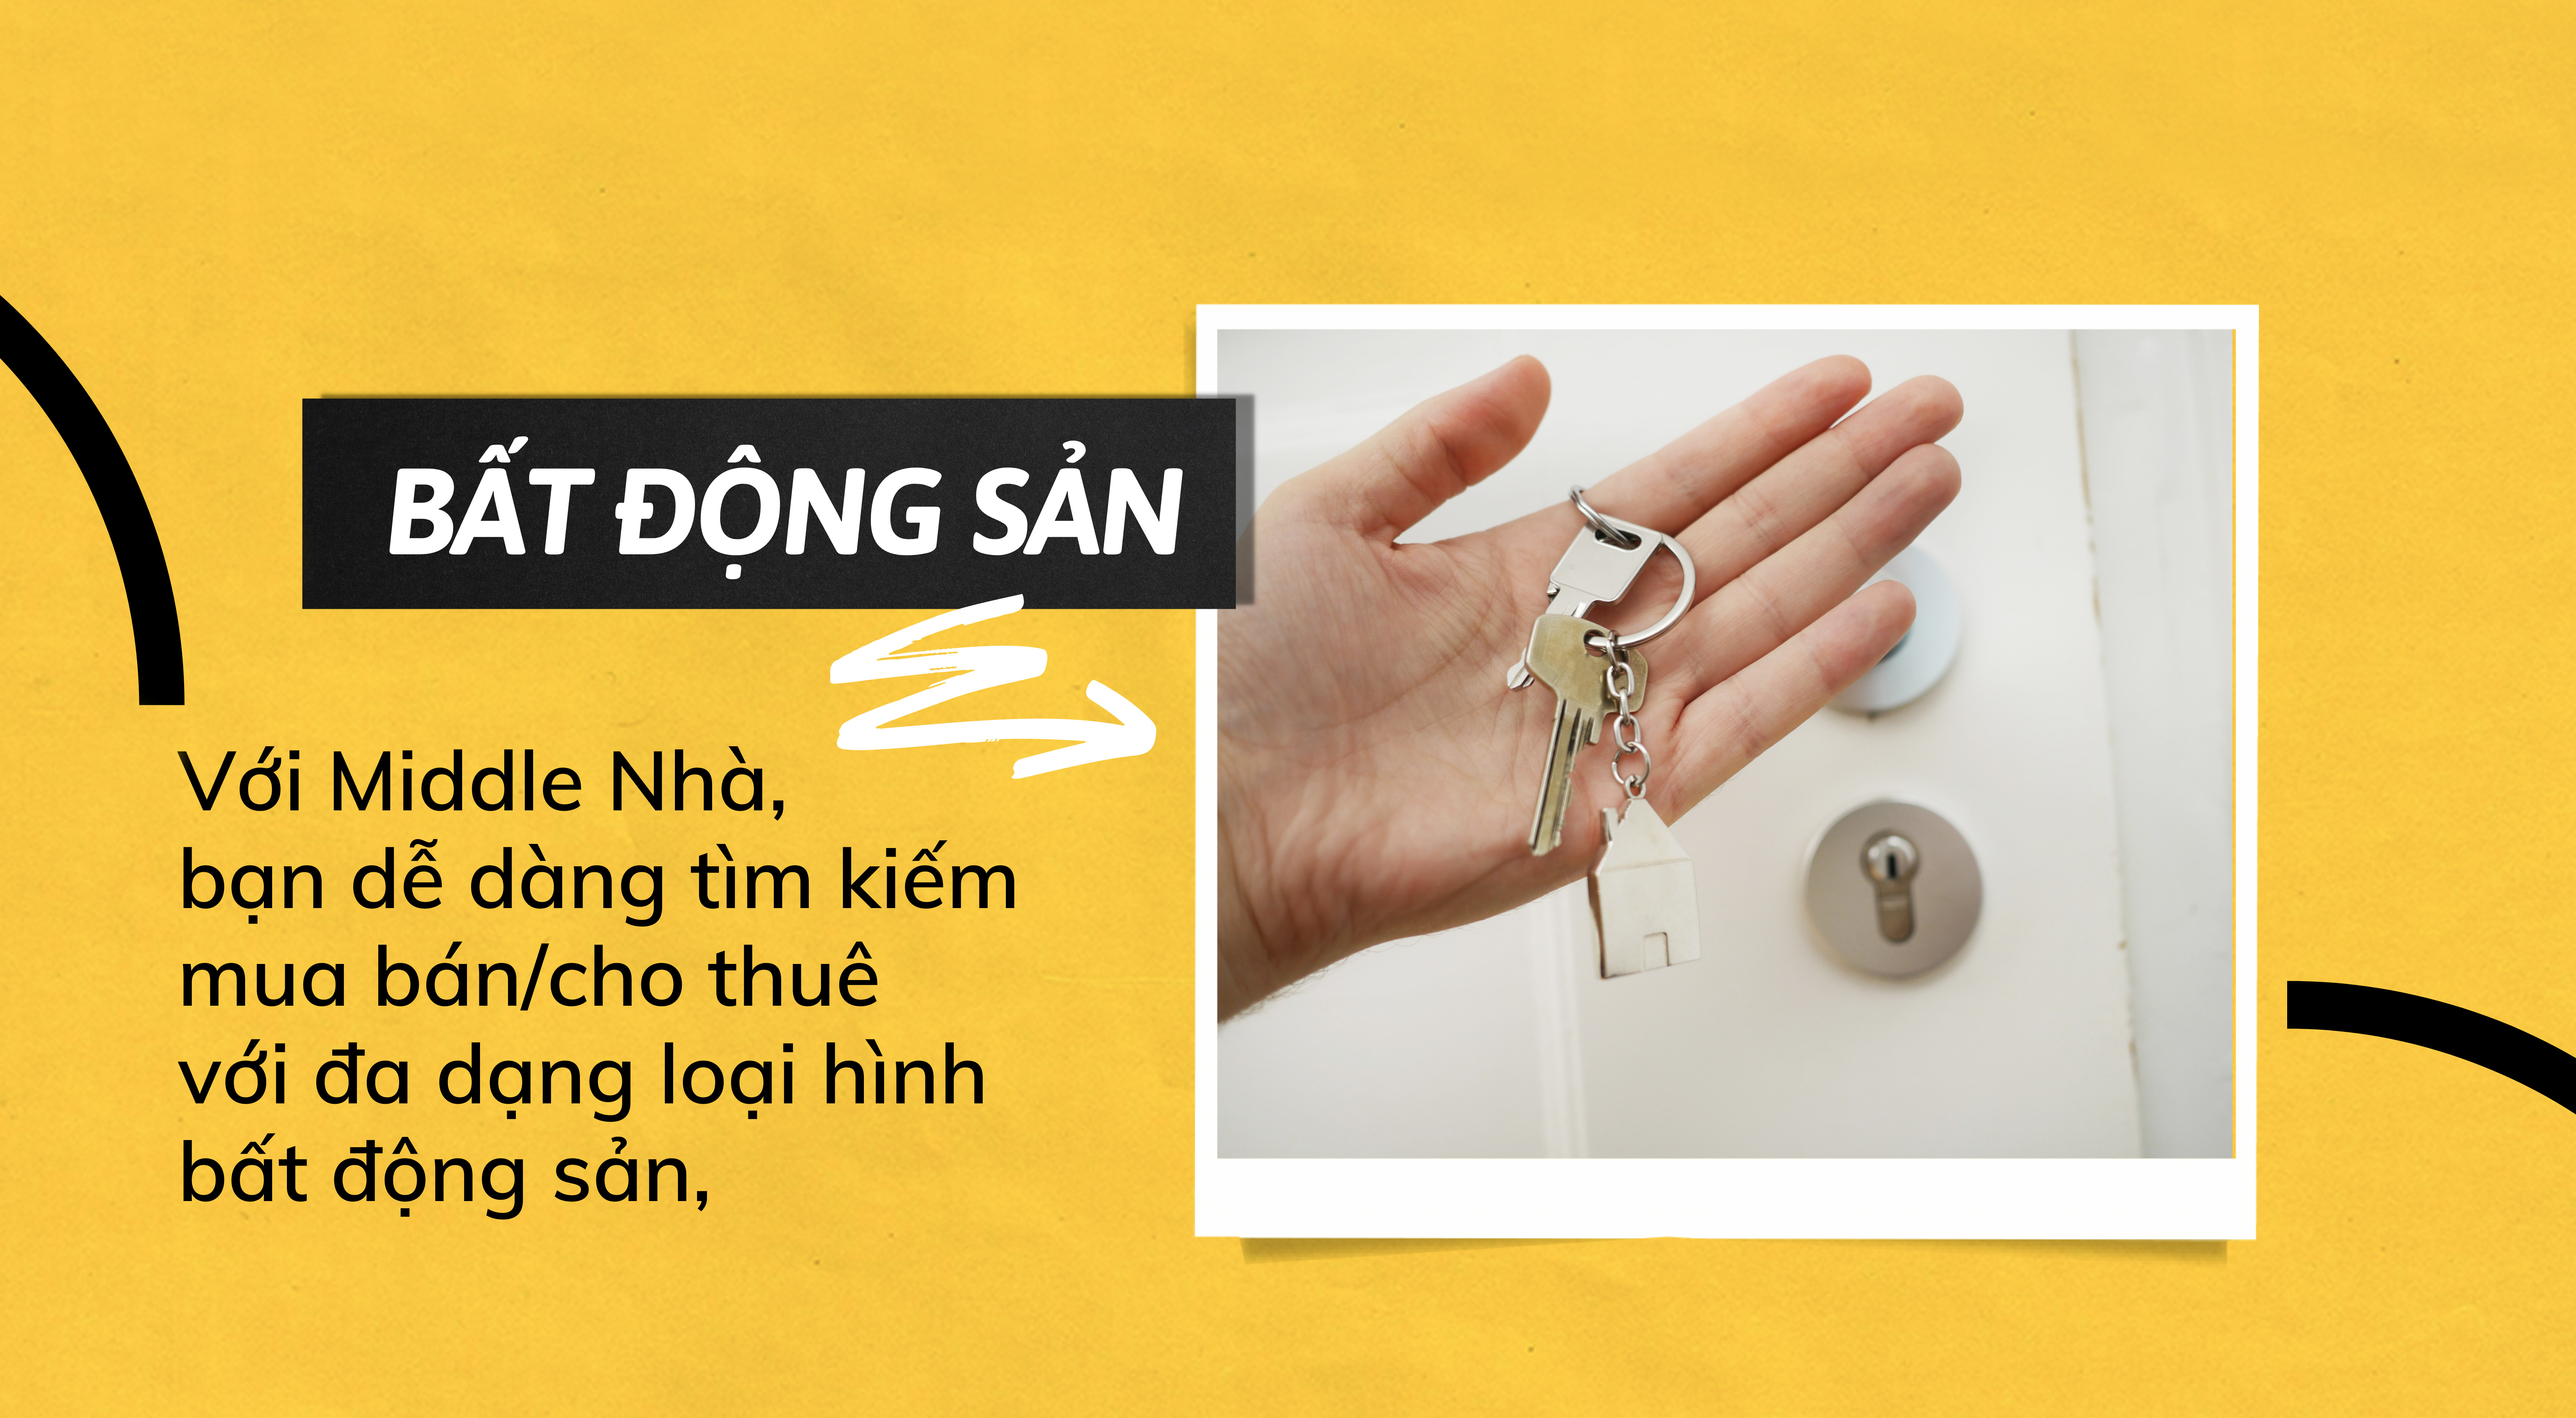 BẤT ĐỘNG SẢN
Với Middle Nhà,
bạn dễ dàng tìm kiếm
mua bán/cho thuê
với đa dạng loại hình
bất động sản,